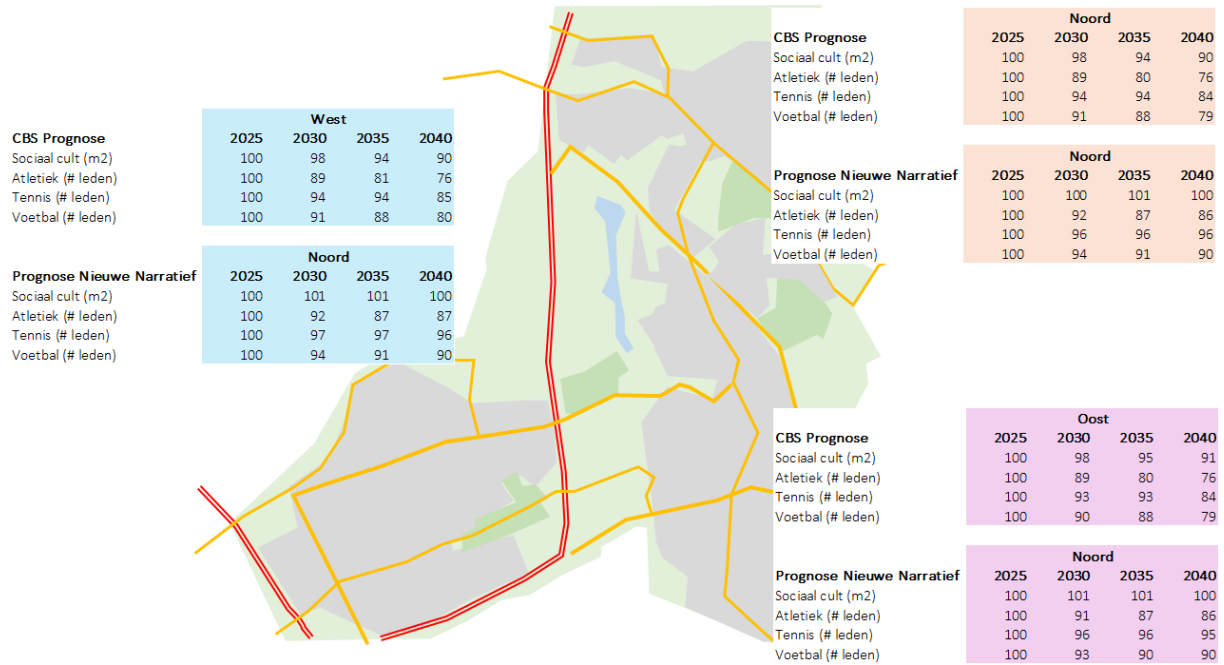 West
CBS Prognose 2025 2030 2035 2040
Sociaal cult (m2) 100 98 94 90
Atletiek (# leden) 100 89 81 76
Tennis (# leden) 100 94 94 85
Voetbal (# leden) 100 91 88 80
Noord
Prognose Nieuwe Narratief 2025 2030 2035 2040
Sociaal cult (m2) 100 101 101 100
Atletiek (# leden) 100 92 87 87
Tennis (# leden) 100 97 97 96
Voetbal (# leden) 100 94 91 90
Noord
CBS Prognose 2025 2030 2035 2040
Sociaal cult (m2) 100 98 94 90
Atletiek (# leden) 100 89 80 76
Tennis (# leden) 100 94 94 84
Voetbal (# leden) 100 91 88 79
Noord
Prognose Nieuwe Narratief 2025 2030 2035 2040
Sociaal cult (m2) 100 100 101 100
Atletiek (# leden) 100 92 87 86
Tennis (# leden) 100 96 96 96
Voetbal (# leden) 100 94 91 90
Oost
CBS Prognose 2025 2030 2035 2040
Sociaal cult (m2) 100 98 95 91
Atletiek (# leden) 100 89 80 76
Tennis (# leden) 100 93 93 84
Voetbal (# leden) 100 90 88 79
Noord
Prognose Nieuwe Narratief 2025 2030 2035 2040
Sociaal cult (m2) 100 101 101 100
Atletiek (# leden) 100 91 87 86
Tennis (# leden) 100 96 96 95
Voetbal (# leden) 100 93 90 90